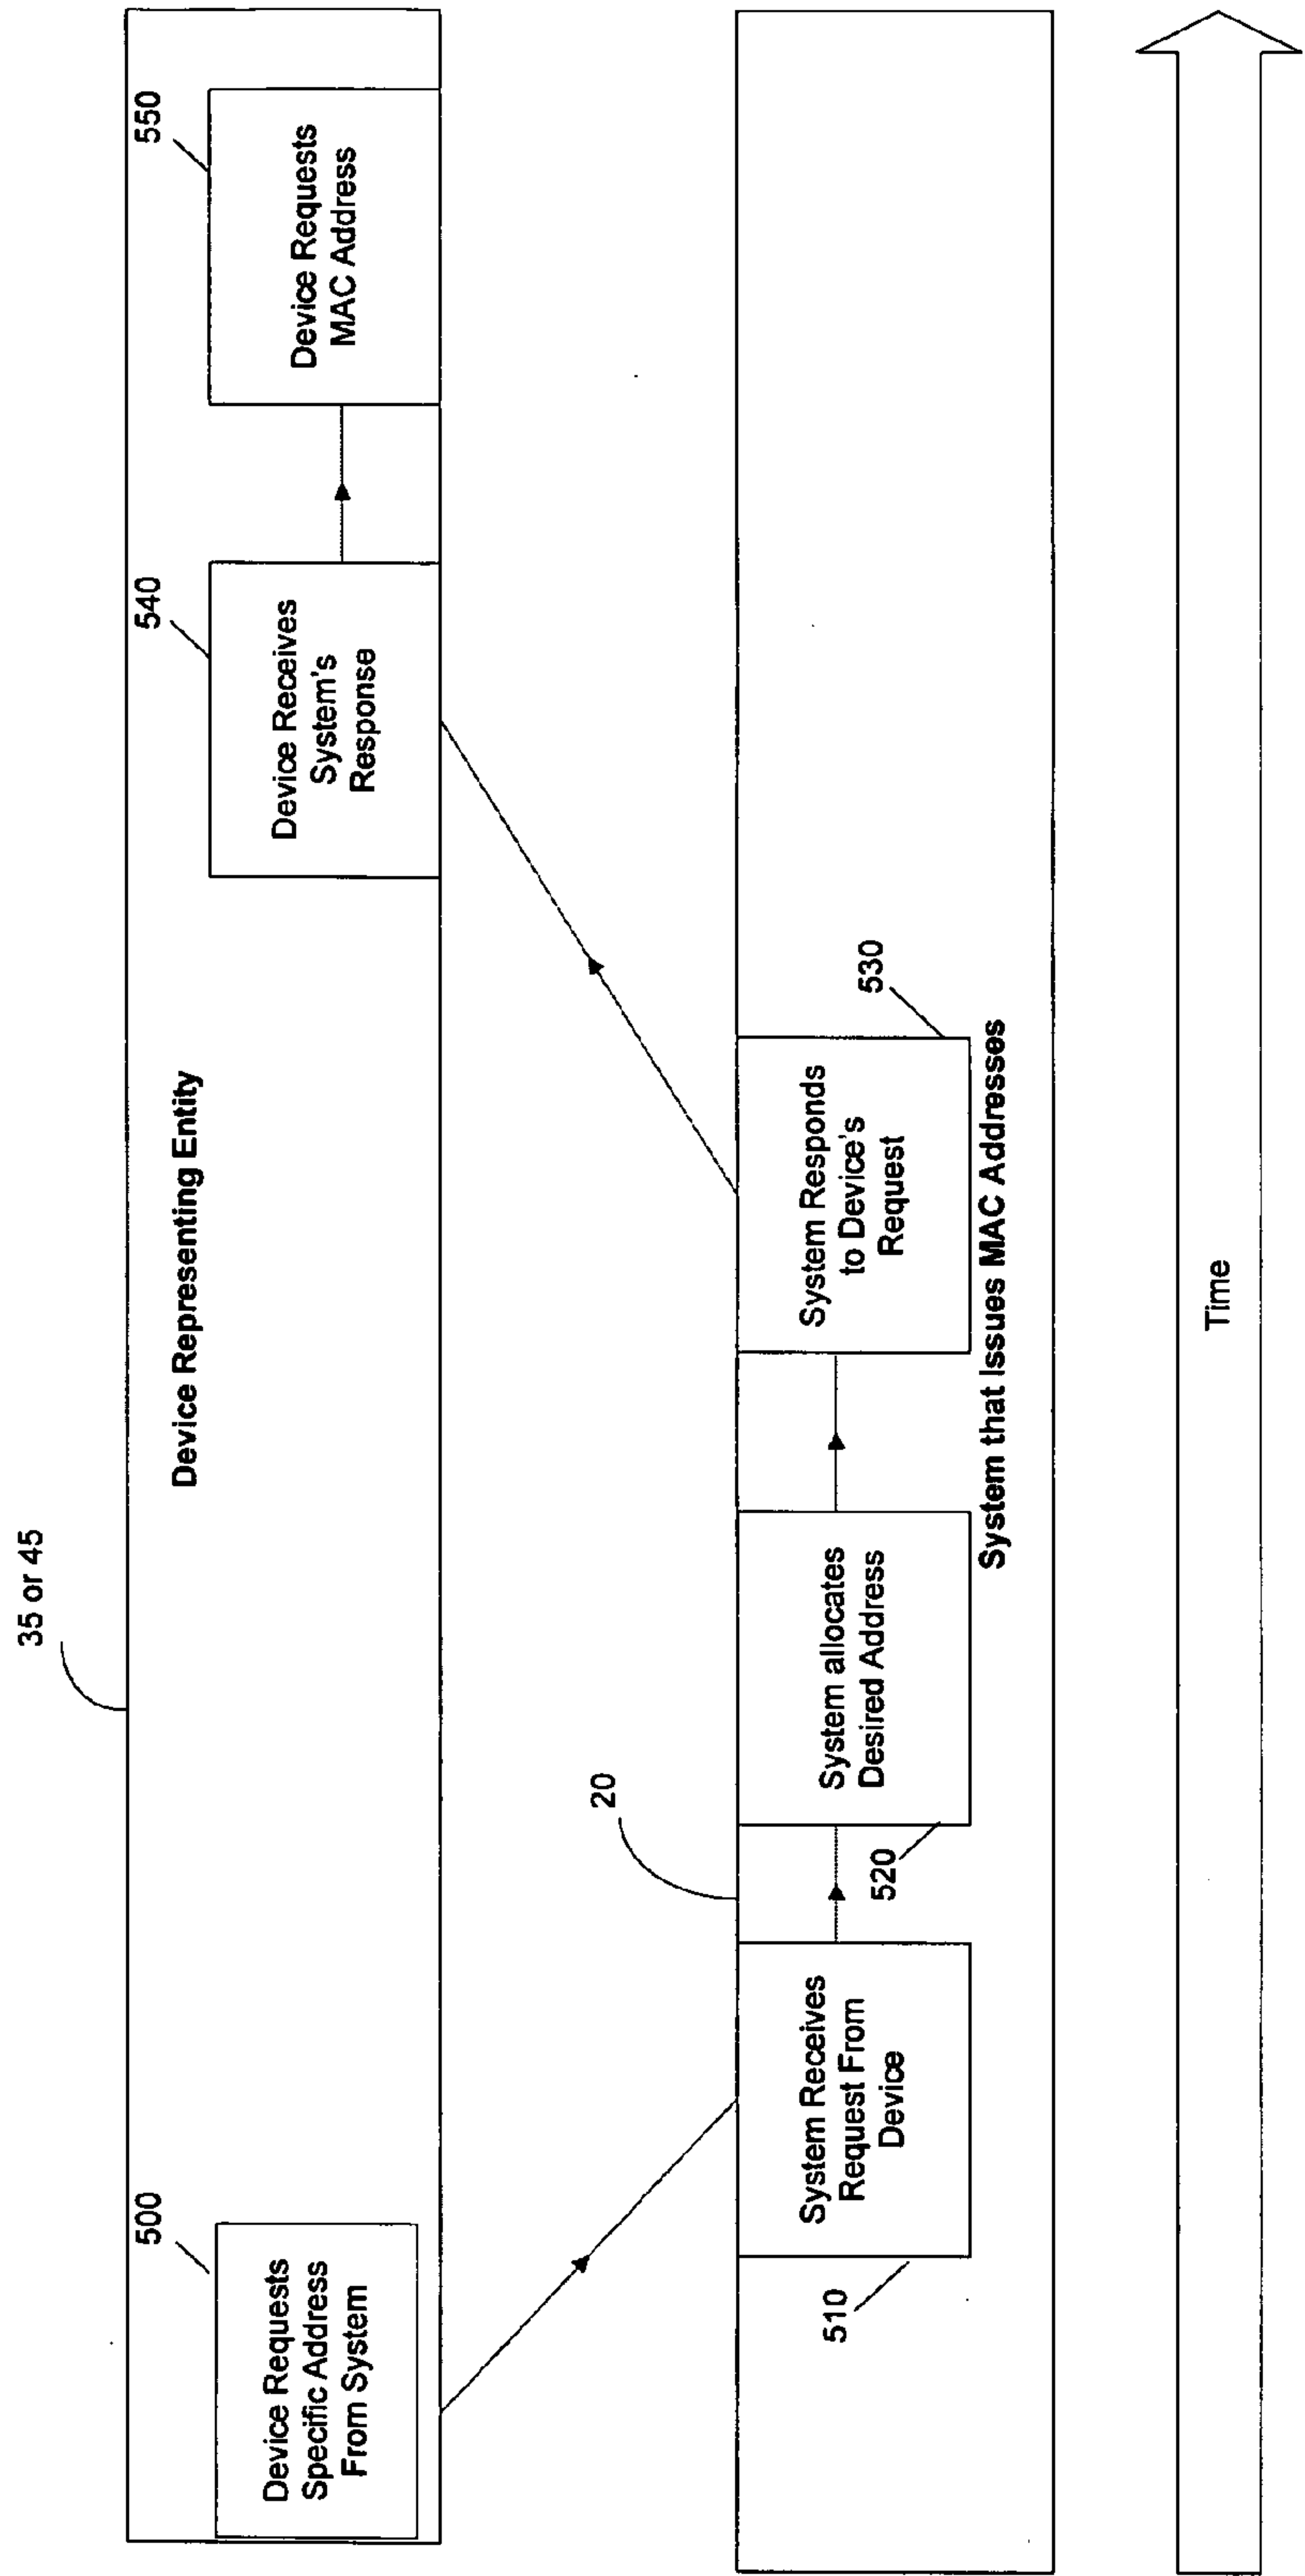 35 or 45
Device Representing Entity
500
Device Requests
Specific Address
From System
540
Device Receives
System's
Response
550
Device Requests
MAC Address
20
510
System Receives
Request From
Device
520
System allocates
Desired Address
530
System Responds
to Device's
Request
System that Issues MAC Addresses
Time